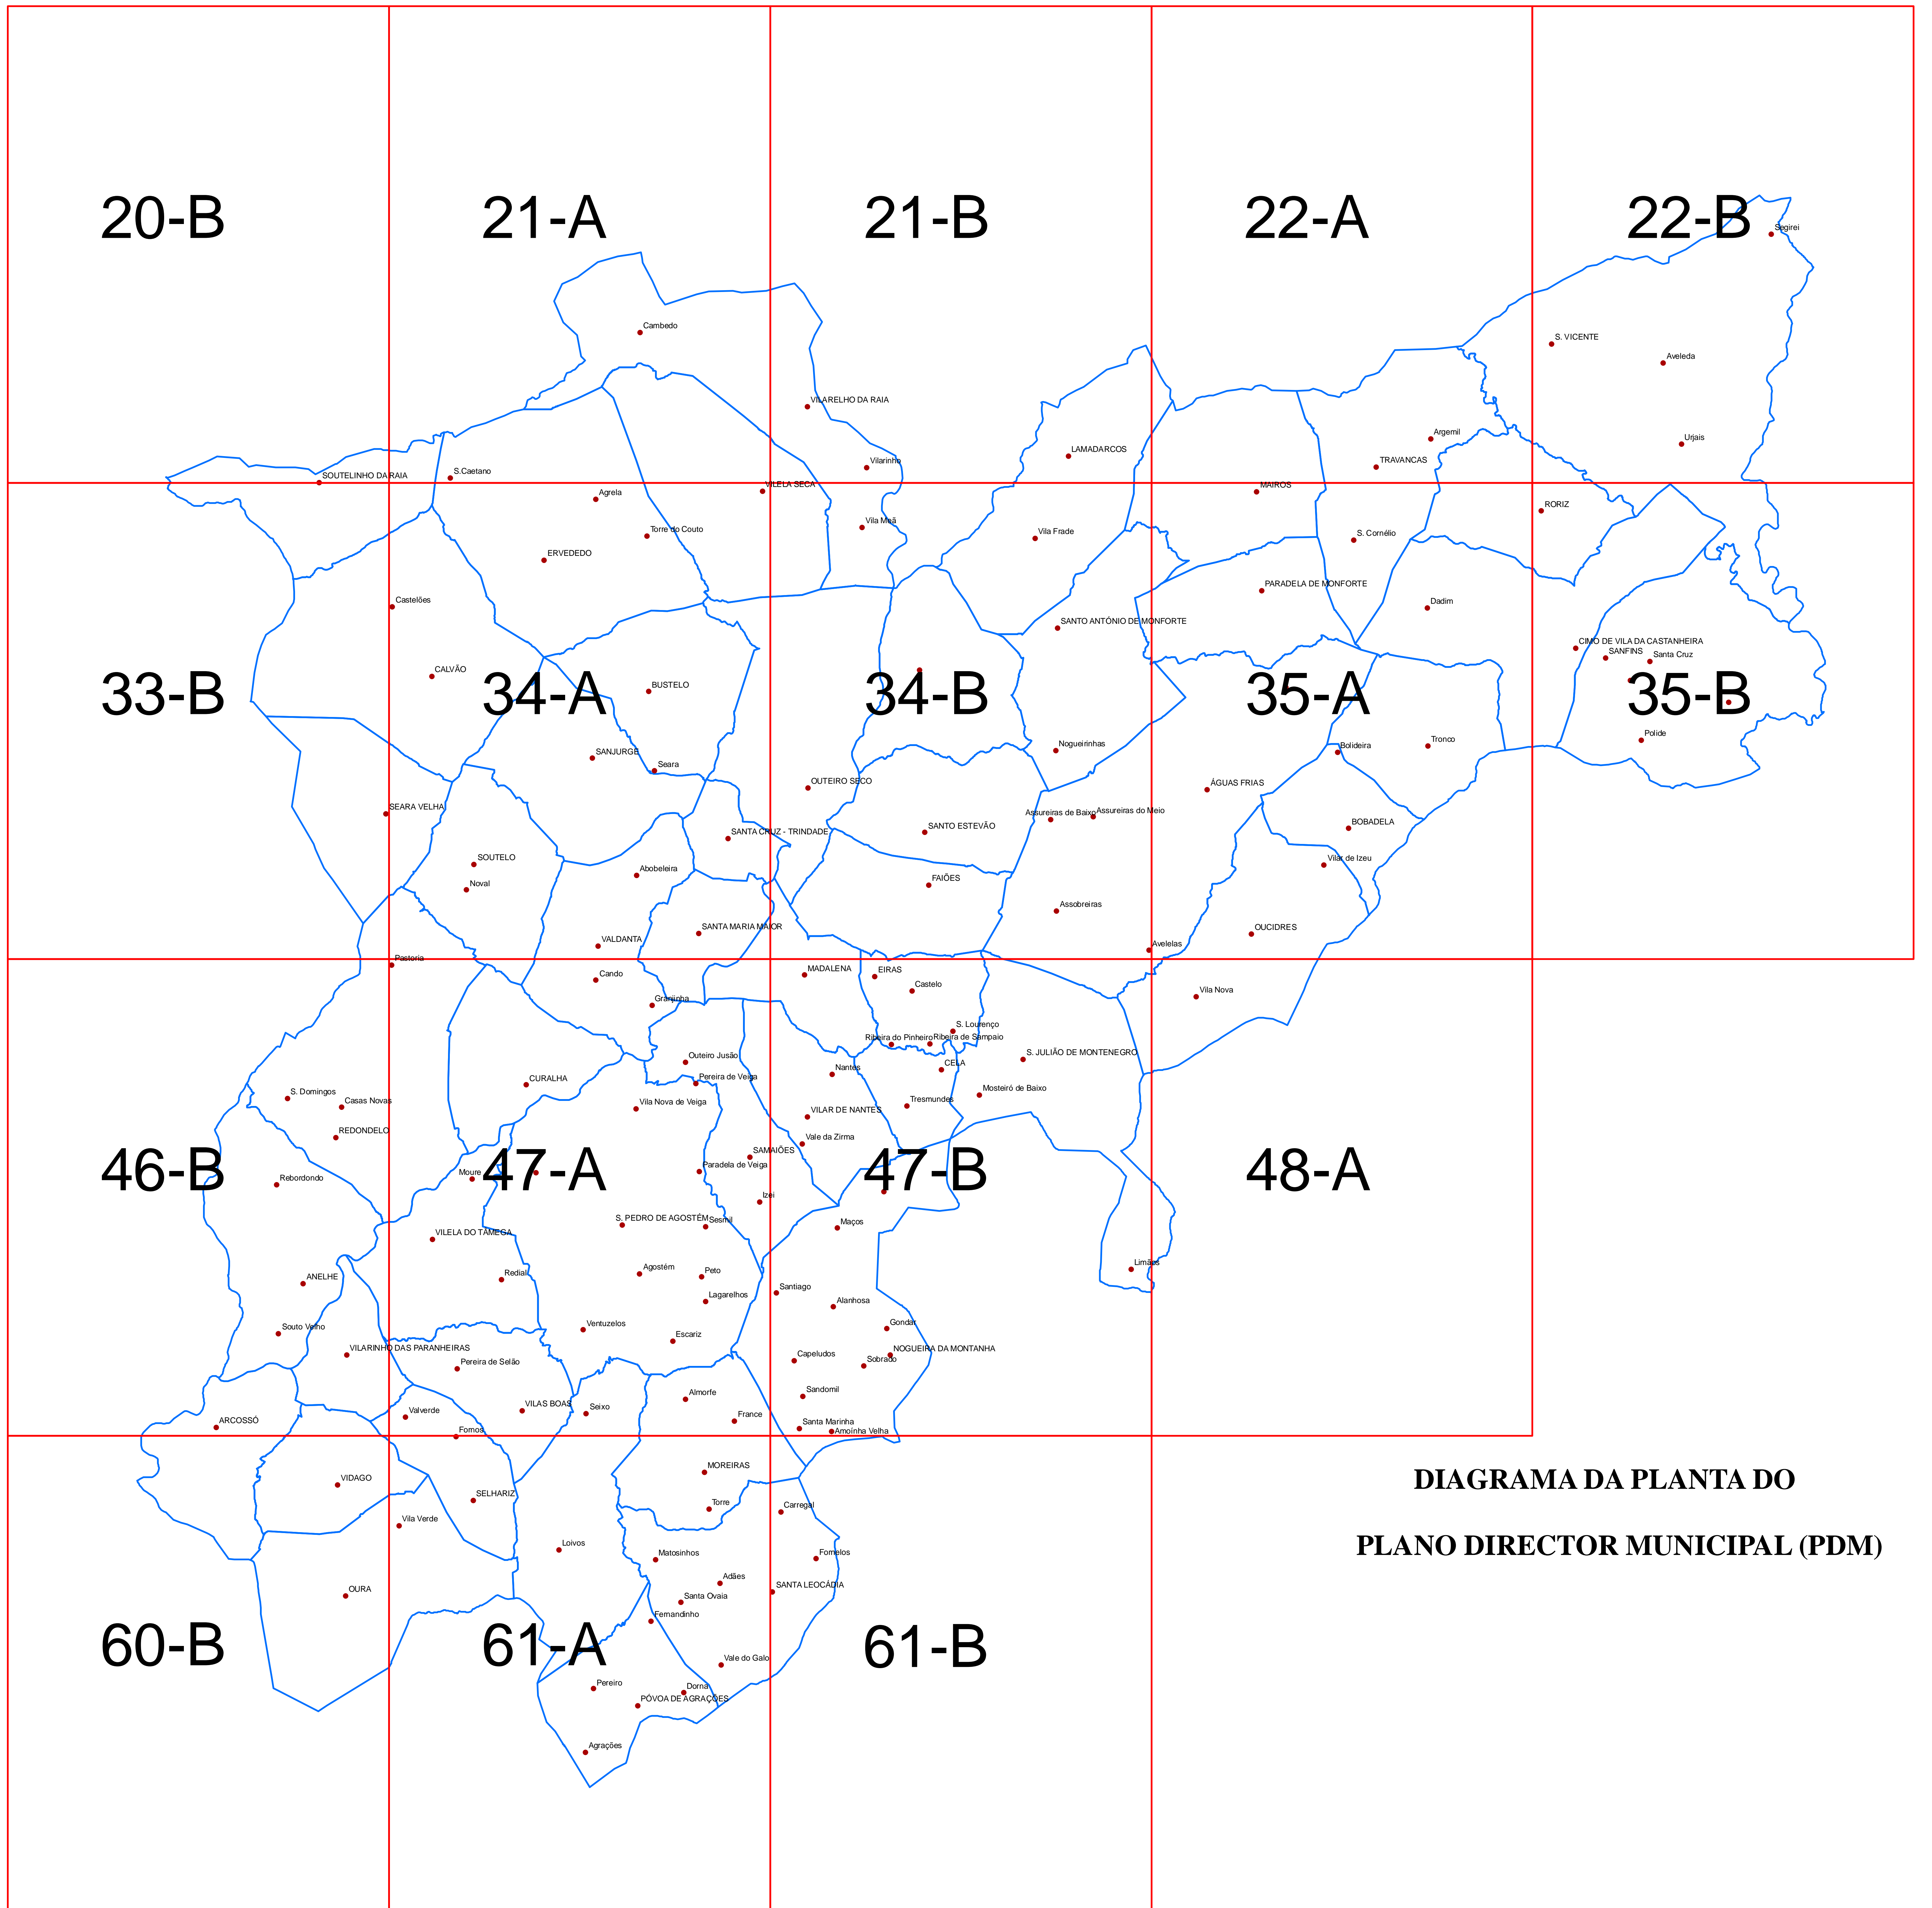 20-B
21-A
21-B
22-A
22-B
Segirei
Cambedo
S. VICENTE
Aveleda
VILARELHO DA RAIA
Argemil
Urjais
LAMADARCOS
Vilarinho
TRAVANCAS
S.Caetano
SOUTELINHO DA RAIA
VILELA SECA
MAIROS
Agrela
RORIZ
Vila Meã
Torre do Couto
Vila Frade
S. Cornélio
ERVEDEDO
PARADELA DE MONFORTE
Castelões
Dadim
SANTO ANTÓNIO DE MONFORTE
CIMO DE VILA DA CASTANHEIRA
SANFINS
Santa Cruz
CALVÃO
BUSTELO
33-B
34-A
34-B
35-A
35-B
Polide
Tronco
Nogueirinhas
Bolideira
SANJURGE
Seara
OUTEIRO SECO
ÁGUAS FRIAS
SEARA VELHA
Assureiras de Baixo
Assureiras do Meio
SANTO ESTEVÃO
BOBADELA
SANTA CRUZ - TRINDADE
SOUTELO
Vilar de Izeu
Abobeleira
FAIÕES
Noval
Assobreiras
SANTA MARIA MAIOR
OUCIDRES
VALDANTA
Avelelas
Pastoria
MADALENA
EIRAS
Cando
Castelo
Vila Nova
Granjinha
S. Lourenço
Ribeira do Pinheiro
Ribeira de Sampaio
S. JULIÃO DE MONTENEGRO
Outeiro Jusão
CELA
Nantes
Pereira de Veiga
CURALHA
Mosteiró de Baixo
S. Domingos
Casas Novas
Vila Nova de Veiga
Tresmundes
VILAR DE NANTES
REDONDELO
Vale da Zirma
SAMAIÕES
46-B
47-A
47-B
48-A
Paradela de Veiga
Moure
Rebordondo
Izei
S. PEDRO DE AGOSTÉM
Sesmil
Maços
VILELA DO TÂMEGA
Limãos
Agostém
Peto
Redial
ANELHE
Santiago
Lagarelhos
Alanhosa
Ventuzelos
Gondar
Souto Velho
Escariz
VILARINHO DAS PARANHEIRAS
NOGUEIRA DA MONTANHA
Capeludos
Sobrado
Pereira de Selão
Almorfe
Sandomil
VILAS BOAS
Seixo
Valverde
ARCOSSÓ
France
Santa Marinha
Amoínha Velha
Fornos
MOREIRAS
VIDAGO
DIAGRAMA DA PLANTA DO
SELHARIZ
Torre
Carregal
Vila Verde
PLANO DIRECTOR MUNICIPAL (PDM)
Loivos
Matosinhos
Fornelos
Adães
SANTA LEOCÁDIA
OURA
Santa Ovaia
Fernandinho
60-B
61-A
61-B
Vale do Galo
Pereiro
Dorna
PÓVOA DE AGRAÇÕES
Agrações